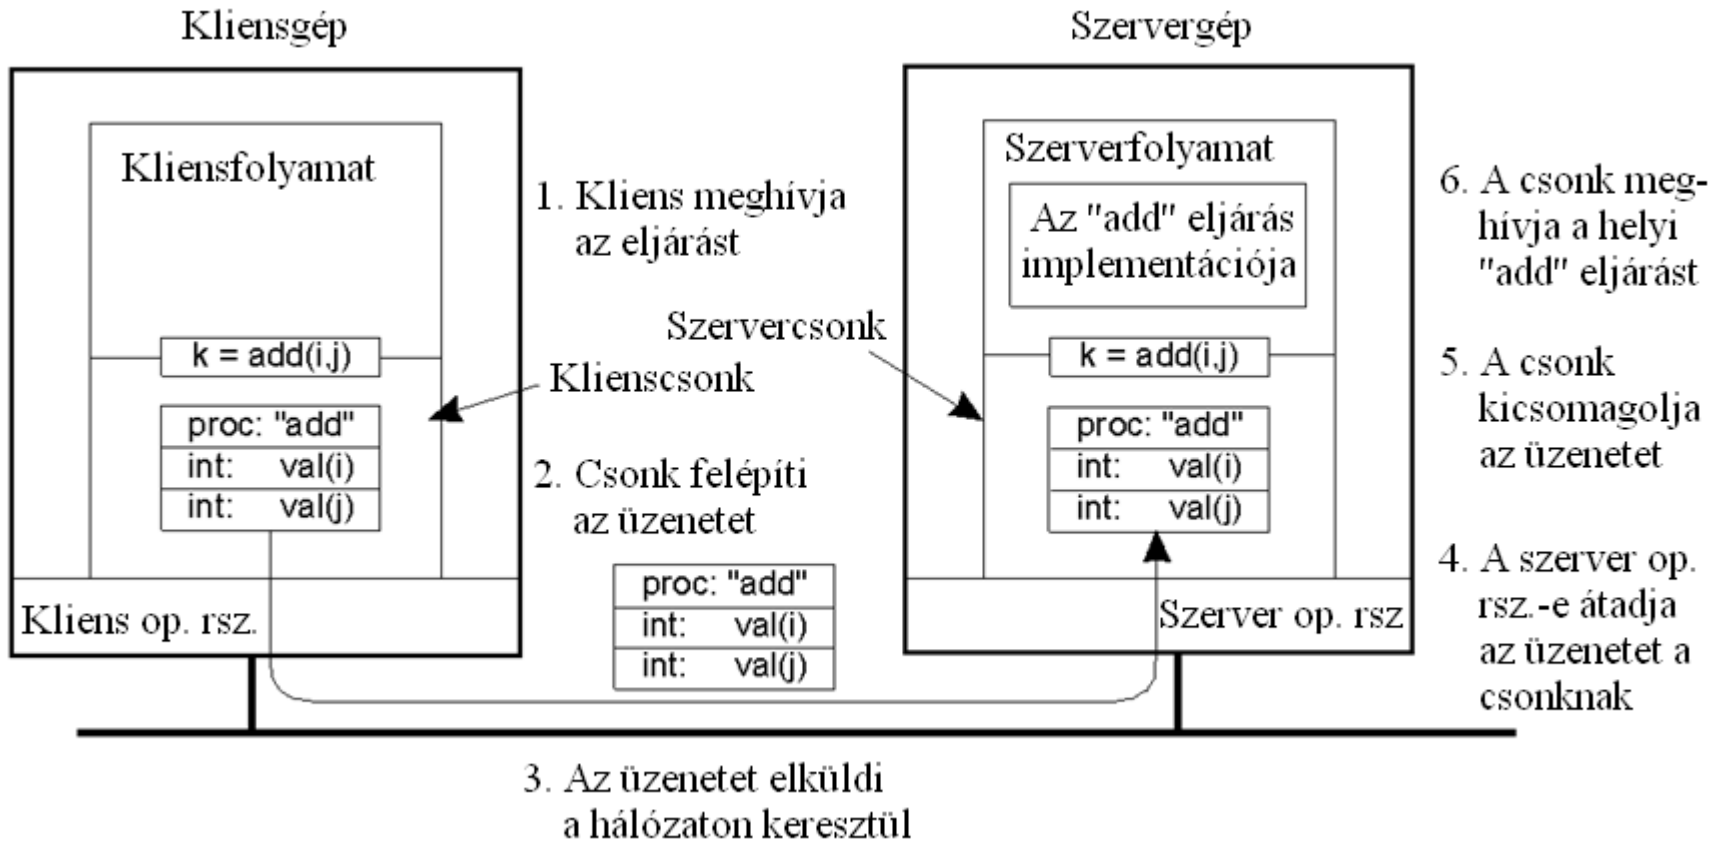 Kliensgép
Kliensfolyamat
k = add(i,j)
proc: "add"
int: val(i)
int: val(j)
Kliens op. rsz.
1. Kliens meghívja
az eljárást
Szervercsonk
Klienscsonk
2. Csonk felépíti
az üzenetet
proc: "add"
int: val(i)
int: val(j)
3. Az üzenetet elküldi
a hálózaton keresztül
Szervergép
Szerverfolyamat
Az "add" eljárás
implementációja
k = add(i,j)
proc: "add"
int: val(i)
int: val(j)
Szerver op. rsz
6. A csonk meg-
hívja a helyi
"add" eljárást
5. A csonk
kicsomagolja
az üzenetet
4. A szerver op.
rsz.-e átadja
az üzenetet a
csonknak